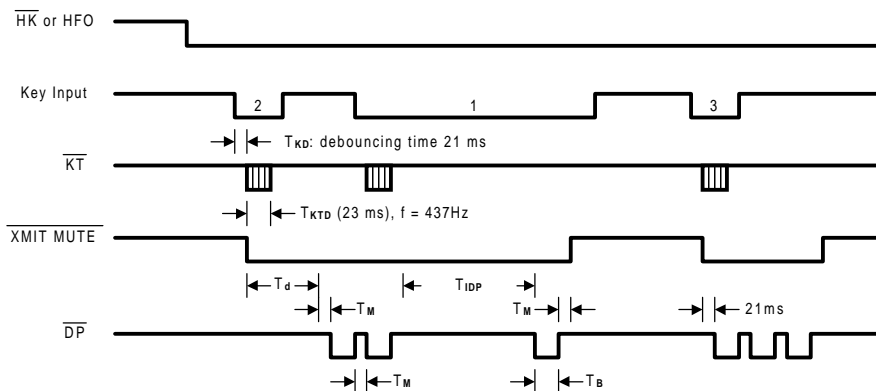 HK or HFO
Key Input
2
1
3
TKD: debouncing time 21 ms
KT
TKTD (23 ms), f = 437Hz
XMIT MUTE
Td
TIDP
TM
TM
21ms
DP
TM
TB